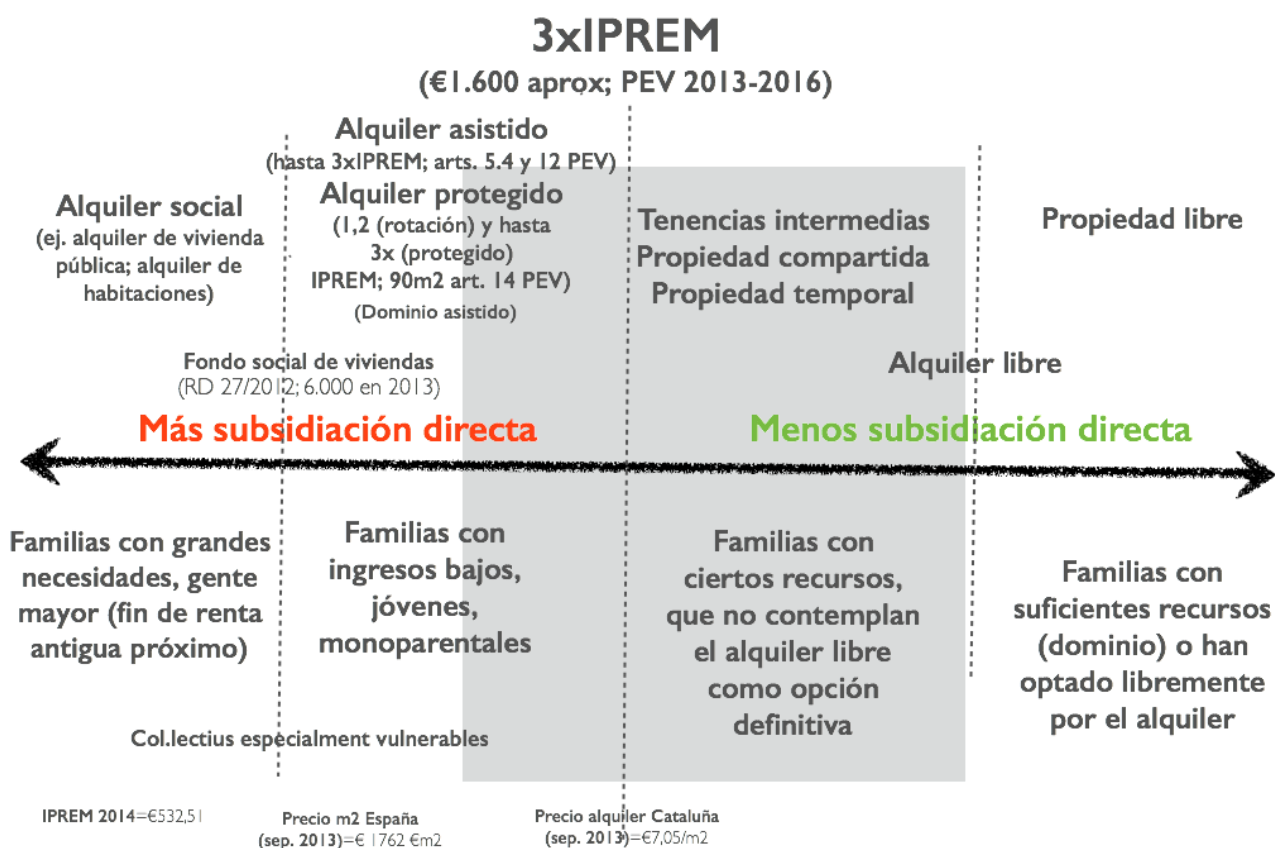 3xIPREM
(€1.600 aprox; PEV 2013-2016)
Alquiler asistido
(hasta 3xIPREM; arts. 5.4 y 12 PEV)
Alquiler protegido
(1,2 (rotación) y hasta
3x (protegido)
IPREM; 90m2 art. 14 PEV)
(Dominio asistido)
Alquiler social
(ej. alquiler de vivienda
pública; alquiler de
habitaciones)
Tenencias intermedias
Propiedad compartida
Propiedad temporal
Propiedad libre
Fondo social de viviendas
(RD 27/2012; 6.000 en 2013)
Alquiler libre
Más subsidiación directa
Menos subsidiación directa
Familias con grandes
necesidades, gente
mayor (fin de renta
antigua próximo)
Familias con
ingresos bajos,
jóvenes,
monoparentales
Familias con
ciertos recursos,
que no contemplan
el alquiler libre
como opción
definitiva
Familias con
suficientes recursos
(dominio) o han
optado libremente
por el alquiler
Col.lectius especialment vulnerables
IPREM 2014=€532,51
Precio m2 España
(sep. 2013)=€ 1762 €m2
Precio alquiler Cataluña
(sep. 2013)=€7,05/m2